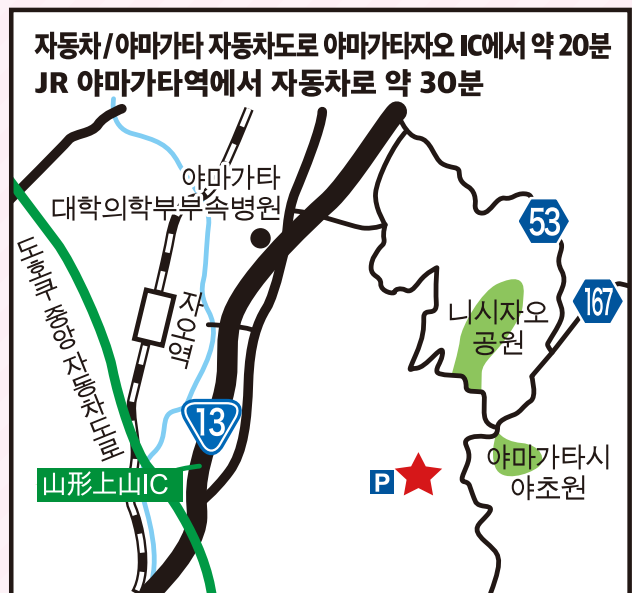 자동차/야마가타 자동차도로 야마가타자오 IC에서 약 20분
JR 야마가타역에서 자동차로 약 30분
야마가타
대학의학부부속병원
53
도호쿠 중앙 자동차도로
자오역
니시자오
공원
167
13
山形上山IC
P
야마가타시
야초원